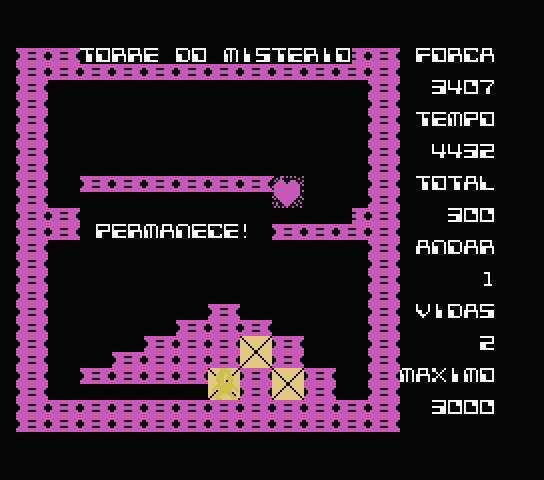 TORRE DO MISTERIO
FORCA
3407
TEMPO
4432
TOTAL
300
PERMANECE!
ANDAR
1
VIDAS
2
MAXIMO
3000